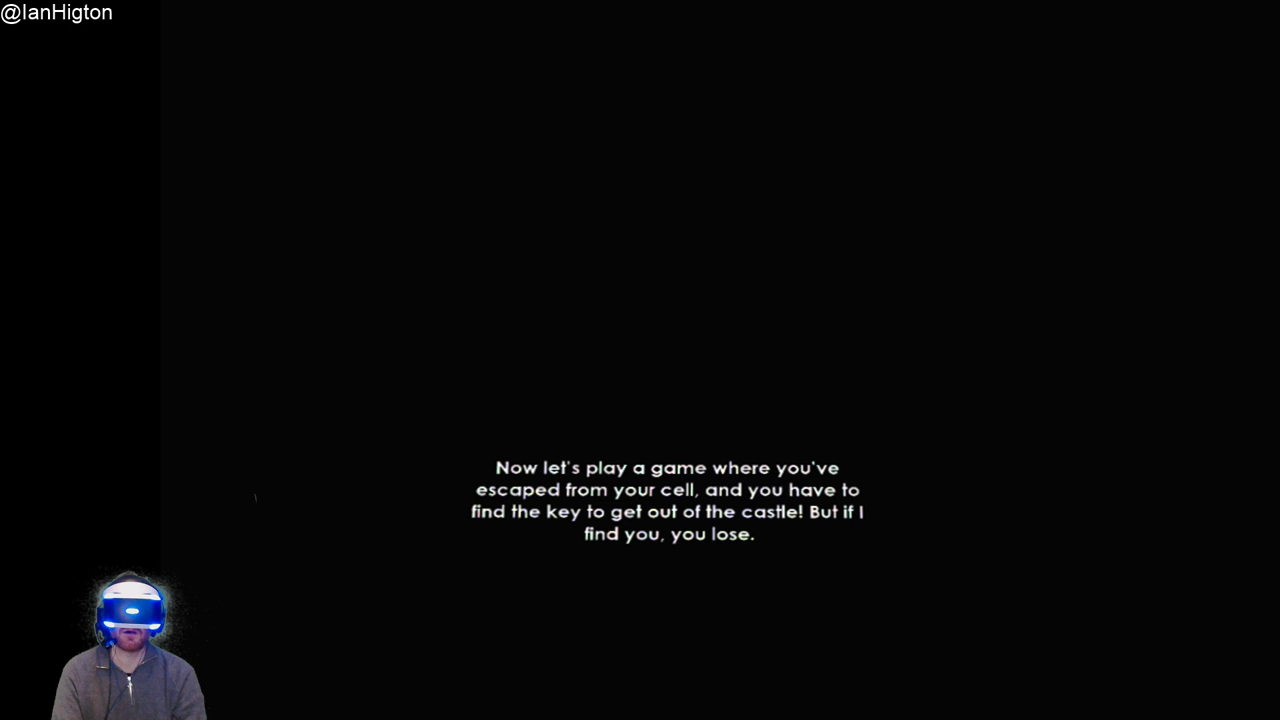 @IanHigton
Now let's play a game where you've
escaped from your cell, and you have to
find the key to get out of the castle! But if I
find you, you lose.